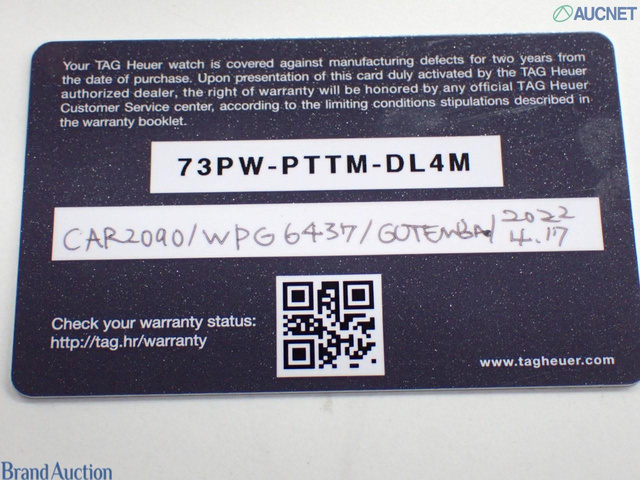 AUCNET
Your TAG Heuer watch is covered against manufacturing defects for two years from
the date of purchase. Upon presentation of this card duly activated by the TAG Heuer
authorized dealer, the right of warranty will be honored by any official TAG Heuer
Customer Service center, according to the limiting conditions stipulations described in
the warranty booklet.
73PW-PTTM-DL4M
CAR2090/WPG6437/GOTEMBA/2022
4.17
Check your warranty status:
http://tag.hr/warranty
www.tagheuer.com
Brand Auction